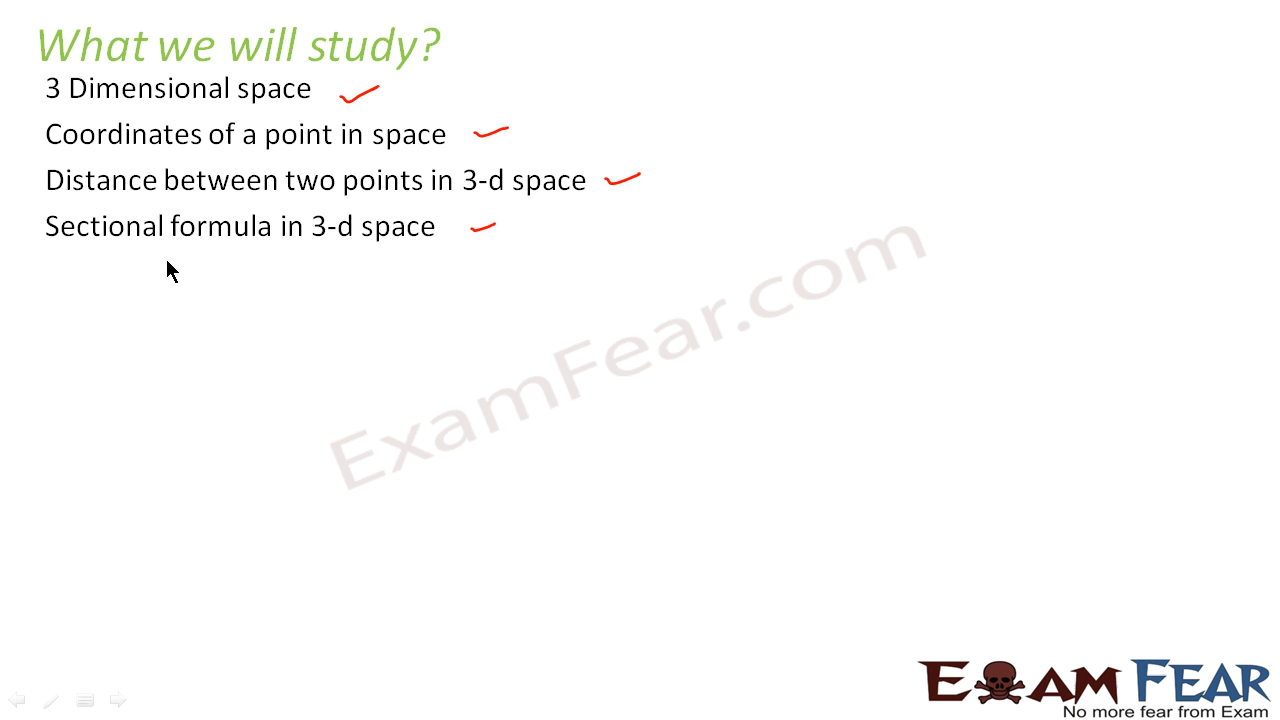 What we will study?
3 Dimensional space
Coordinates of a point in space
Distance between two points in 3-d space
Sectional formula in 3-d space
ExamFear.com
EXAM FEAR
No more fear from Exam